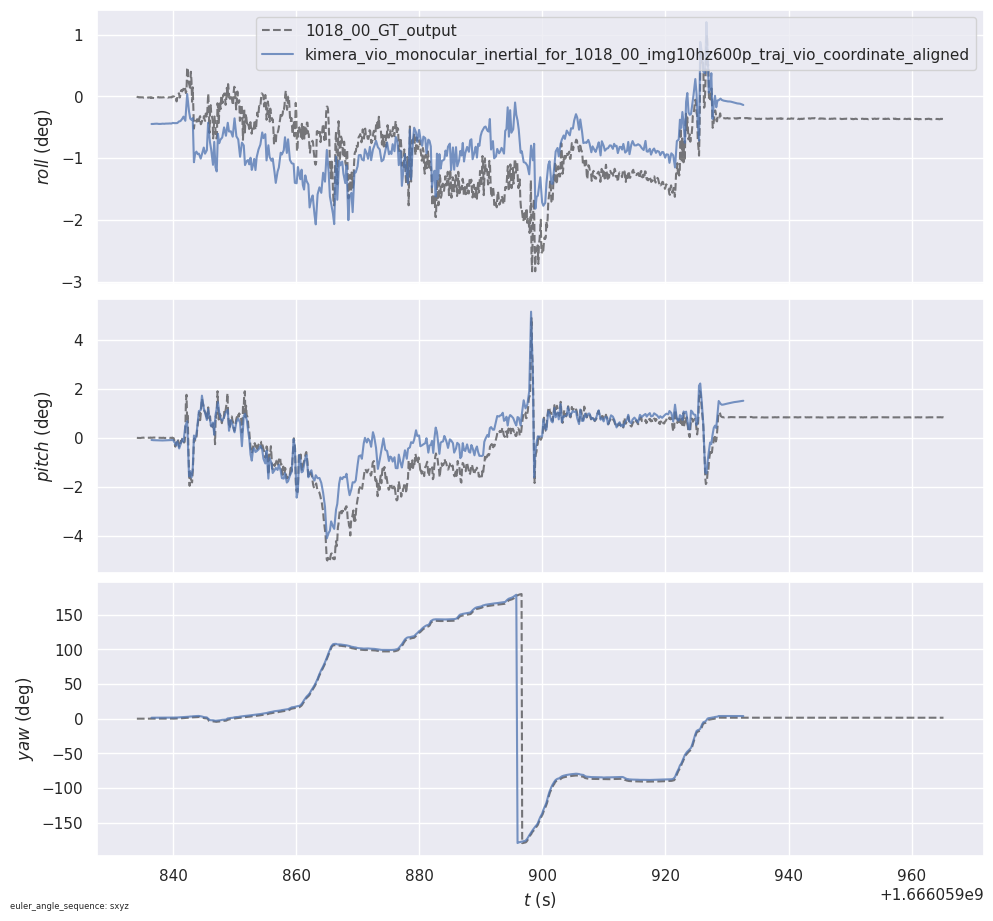 1018_00_GT_output
kimera_vio_monocular_inertial_for_1018_00_img10hz600p_traj_vio_coordinate_aligned
1
0
−1
−2
−3
roll (deg)
4
2
0
−2
−4
pitch (deg)
150
100
50
0
−50
−100
−150
yaw (deg)
840 860 880 900 920 940 960
+1.666059e9
t (s)
euler_angle_sequence: sxyz